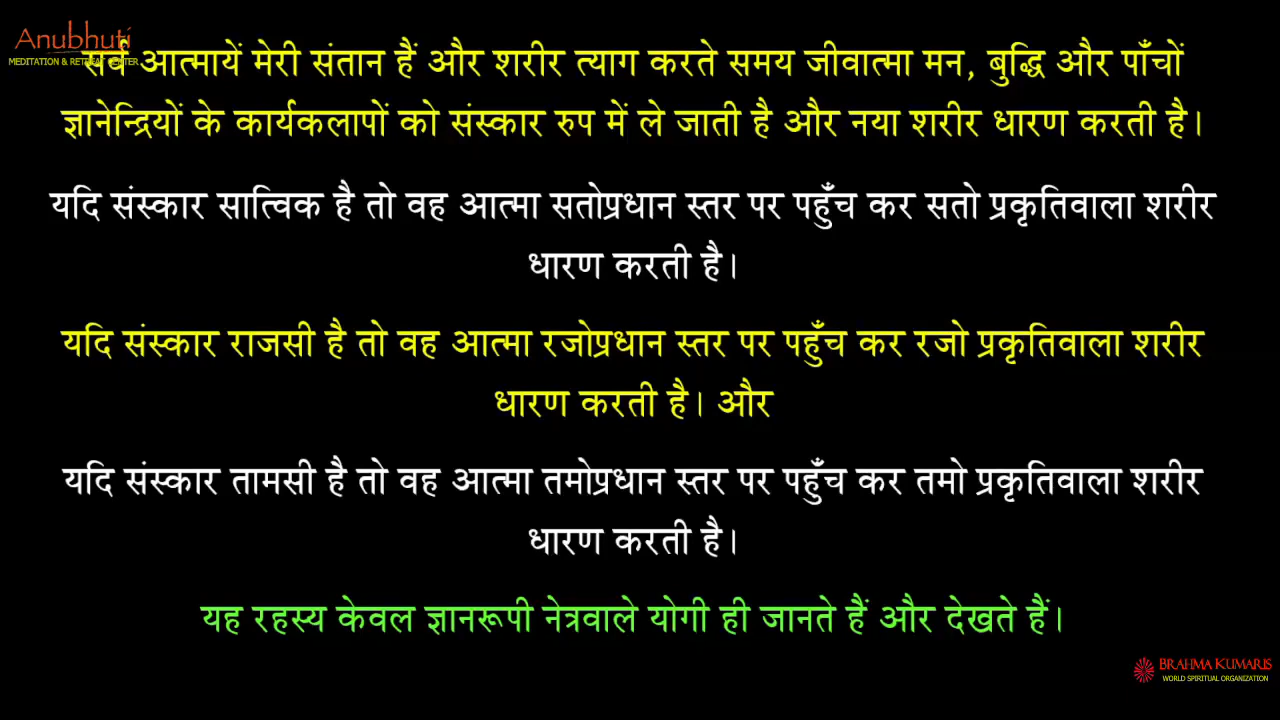 Anubhuti
MEDITATION & RETREAT CENTER
सर्व आत्मायें मेरी संतान हैं और शरीर त्याग करते समय जीवात्मा मन, बुद्धि और पाँचों
ज्ञानेन्द्रियों के कार्यकलापों को संस्कार रुप में ले जाती है और नया शरीर धारण करती है।
यदि संस्कार सात्विक है तो वह आत्मा सतोप्रधान स्तर पर पहुँच कर सतो प्रकृतिवाला शरीर
धारण करती है।
यदि संस्कार राजसी है तो वह आत्मा रजोप्रधान स्तर पर पहुँच कर रजो प्रकृतिवाला शरीर
धारण करती है। और
यदि संस्कार तामसी है तो वह आत्मा तमोप्रधान स्तर पर पहुँच कर तमो प्रकृतिवाला शरीर
धारण करती है।
यह रहस्य केवल ज्ञानरूपी नेत्रवाले योगी ही जानते हैं और देखते हैं।
BRAHMA KUMARIS
WORLD SPIRITUAL ORGANIZATION